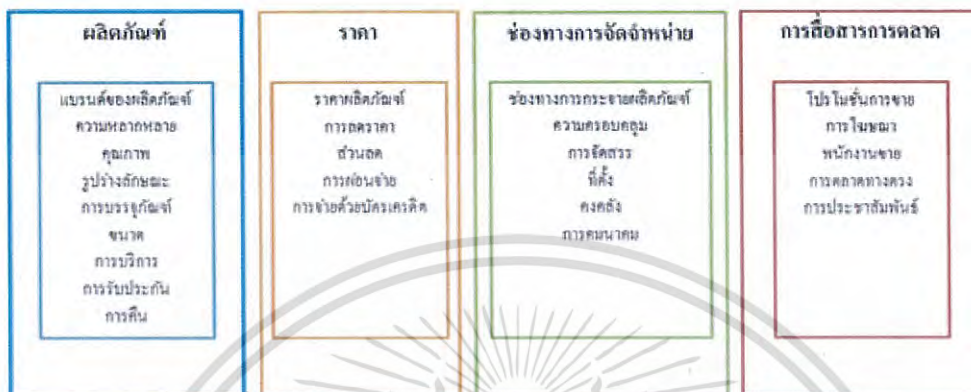 ผลิตภัณฑ์
แบรนด์ของผลิตภัณฑ์
ความหลากหลาย
คุณภาพ
รูปร่างลักษณะ
การบรรจุภัณฑ์
ขนาด
การบริการ
การรับประกัน
การคืน
ราคา
ราคาผลิตภัณฑ์
การลดราคา
ส่วนลด
การผ่อนจ่าย
การจ่ายด้วยบัตรเครดิต
ช่องทางการจัดจำหน่าย
ช่องทางการกระจายผลิตภัณฑ์
ความครอบคลุม
การจัดสรร
ที่ตั้ง
คงคลัง
การคมนาคม
การสื่อสารการตลาด
โปรโมชั่นการขาย
การโฆษณา
พนักงานขาย
การตลาดทางตรง
การประชาสัมพันธ์